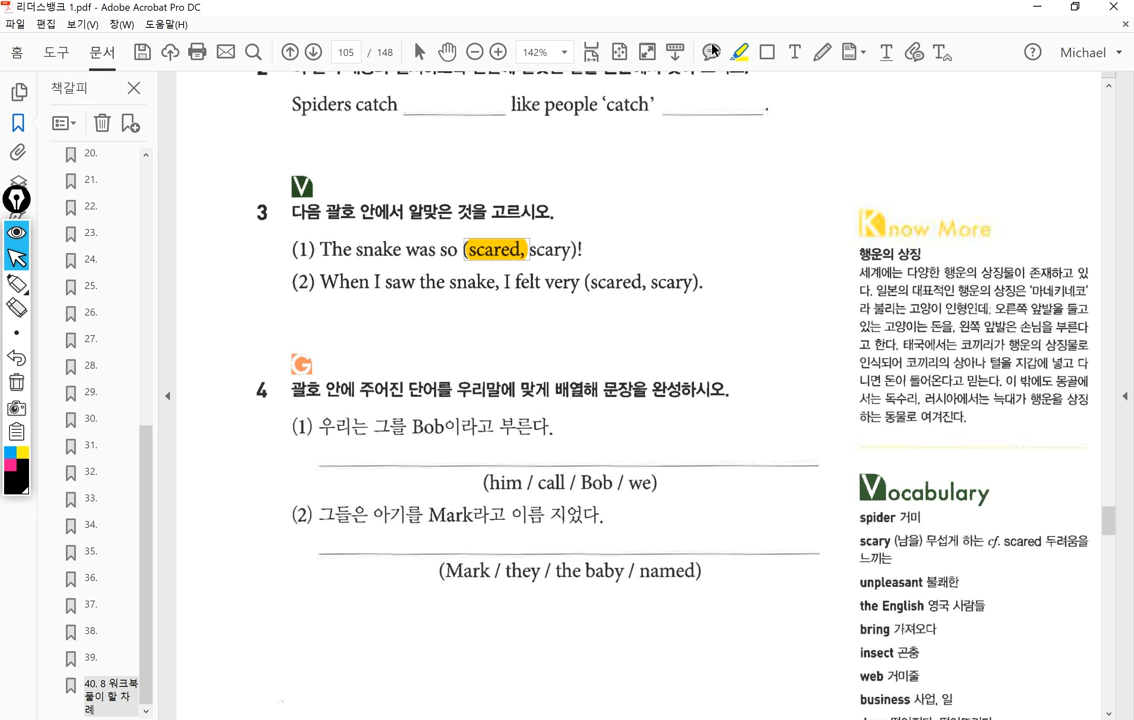 리더스뱅크 1.pdf - Adobe Acrobat Pro DC
파일 편집 보기(V) 창(W) 도움말(H)
홈 도구 문서 105 / 148 142% Michael
책갈피
20.
21.
22.
23.
24.
25.
26.
27.
28.
29.
30.
31.
32.
33.
34.
35.
36.
37.
38.
39.
40. 8 워크북
풀이 할 차
례
Spiders catch ________ like people ‘catch’ ________.
V
3 다음 괄호 안에서 알맞은 것을 고르시오.
(1) The snake was so (scared, scary)!
(2) When I saw the snake, I felt very (scared, scary).
G
4 괄호 안에 주어진 단어를 우리말에 맞게 배열해 문장을 완성하시오.
(1) 우리는 그를 Bob이라고 부른다.
(him / call / Bob / we)
(2) 그들은 아기를 Mark라고 이름 지었다.
(Mark / they / the baby / named)
Know More
행운의 상징
세계에는 다양한 행운의 상징물이 존재하고 있
다. 일본의 대표적인 행운의 상징은 ‘마네키네코’
라 불리는 고양이 인형인데, 오른쪽 앞발을 들고
있는 고양이는 돈을, 왼쪽 앞발은 손님을 부른다
고 한다. 태국에서는 코끼리가 행운의 상징물로
인식되어 코끼리의 상아나 털을 지갑에 넣고 다
니면 돈이 들어온다고 믿는다. 이 밖에도 몽골에
서는 독수리, 러시아에서는 늑대가 행운을 상징
하는 동물로 여겨진다.
Vocabulary
spider 거미
scary (남을) 무섭게 하는 cf. scared 두려움을
느끼는
unpleasant 불쾌한
the English 영국 사람들
bring 가져오다
insect 곤충
web 거미줄
business 사업, 일